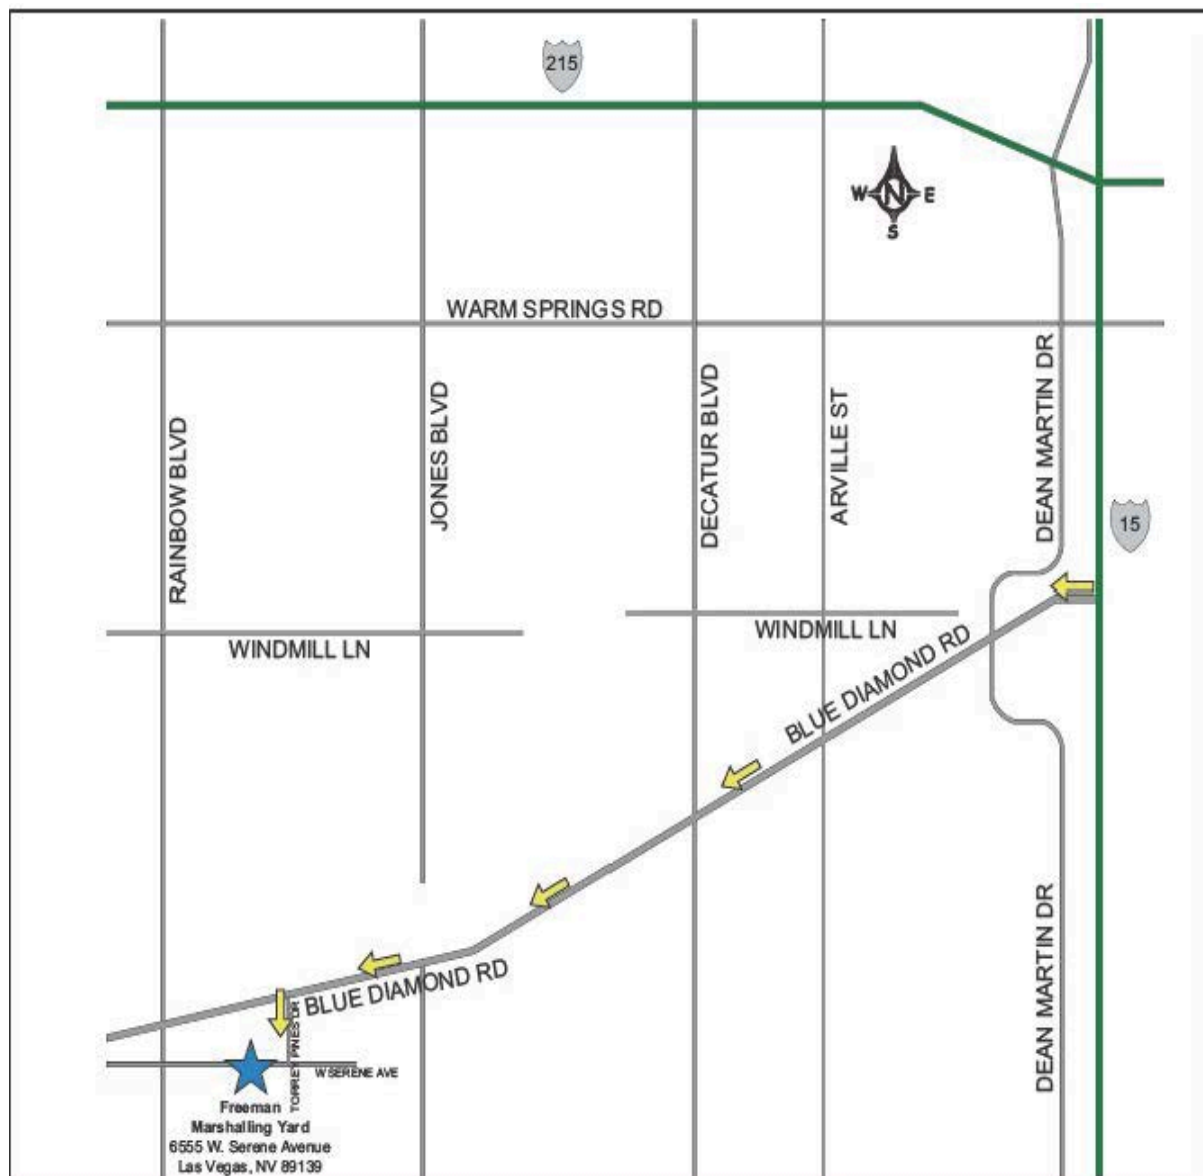 215
W N E
S
WARM SPRINGS RD
RAINBOW BLVD
JONES BLVD
DECATUR BLVD
ARVILLE ST
DEAN MARTIN DR
15
WINDMILL LN
WINDMILL LN
BLUE DIAMOND RD
DEAN MARTIN DR
BLUE DIAMOND RD
TORREY PINES DR
W SERENE AVE
Freeman
Marshalling Yard
6555 W. Serene Avenue
Las Vegas, NV 89139